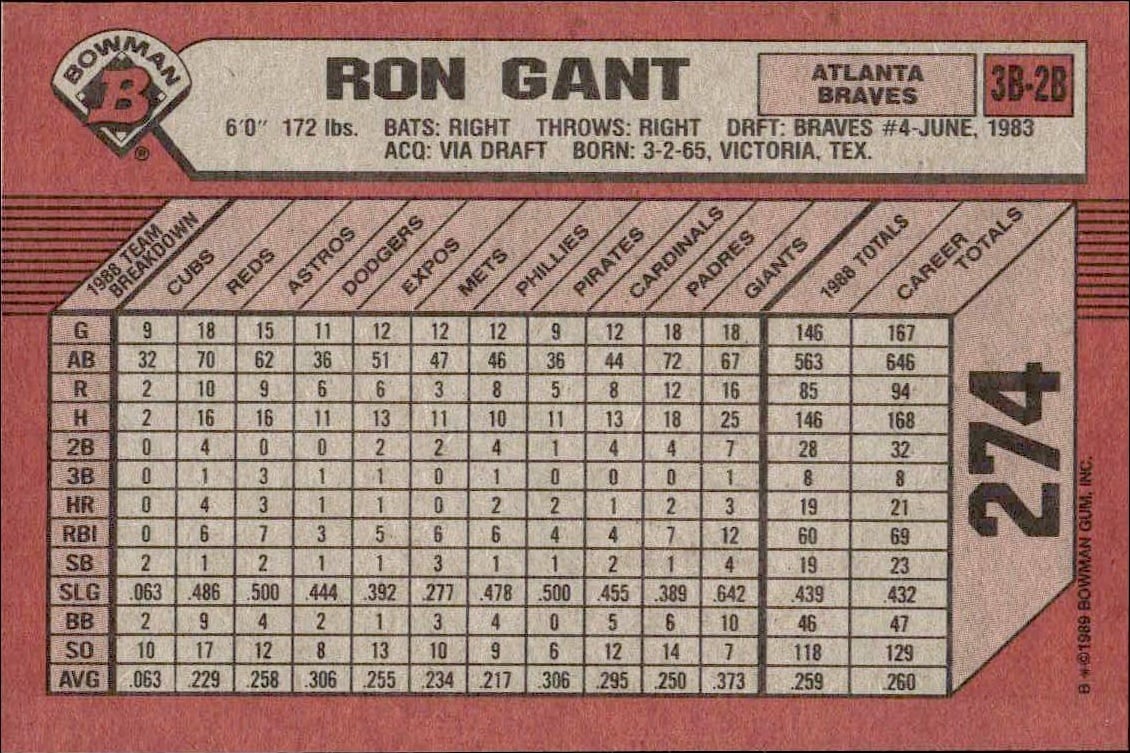 BOWMAN
B
®
RON GANT
ATLANTA
BRAVES
3B-2B
6'0" 172 lbs. BATS: RIGHT THROWS: RIGHT DRFT: BRAVES #4-JUNE, 1983
ACQ: VIA DRAFT BORN: 3-2-65, VICTORIA, TEX.
1988 TEAM BREAKDOWN CUBS REDS ASTROS DODGERS EXPOS METS PHILLIES PIRATES CARDINALS PADRES GIANTS 1988 TOTALS CAREER TOTALS
G 9 18 15 11 12 12 12 9 12 18 18 146 167
AB 32 70 62 36 51 47 46 36 44 72 67 563 646
R 2 10 9 6 6 3 8 5 8 12 16 85 94
H 2 16 16 11 13 11 10 11 13 18 25 146 168
2B 0 4 0 0 2 2 4 1 4 4 7 28 32
3B 0 1 3 1 1 0 1 0 0 0 1 8 8
HR 0 4 3 1 1 0 2 2 1 2 3 19 21
RBI 0 6 7 3 5 6 6 4 4 7 12 60 69
SB 2 1 2 1 1 3 1 1 2 1 4 19 23
SLG .063 .486 .500 .444 .392 .277 .478 .500 .455 .389 .642 .439 .432
BB 2 9 4 2 1 3 4 0 5 6 10 46 47
SO 10 17 12 8 13 10 9 6 12 14 7 118 129
AVG .063 .229 .258 .306 .255 .234 .217 .306 .295 .250 .373 .259 .260
274
B *©1989 BOWMAN GUM, INC.